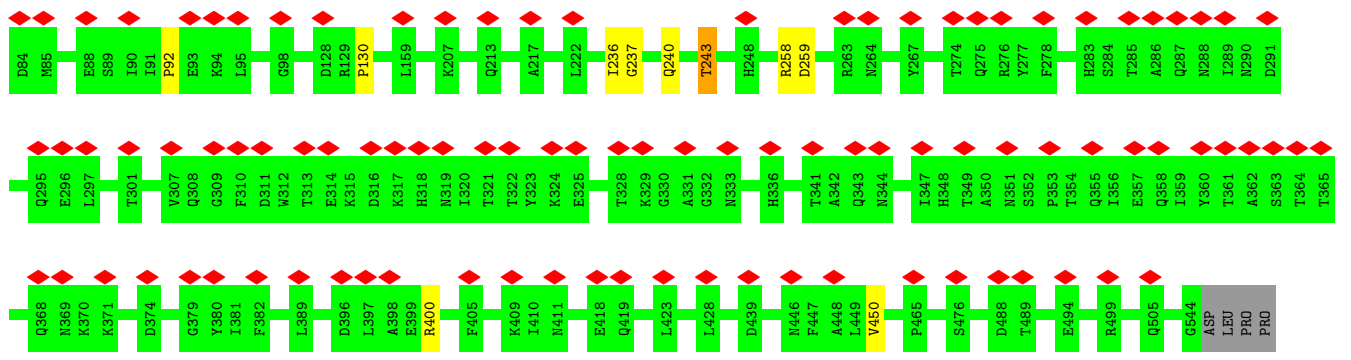 D84 M85 E88 S89 I90 I91 P92 E93 K94 L95 G98 D128 R129 P130 L159 K207 Q213 A217 L222 I236 G237 Q240 T243 H248 R258 D259 R263 N264 Y267 T274 Q275 R276 Y277 F278 H283 S284 T285 A286 Q287 N288 I289 N290 D291
Q295 E296 L297 T301 V307 Q308 G309 F310 D311 W312 T313 E314 K315 D316 K317 H318 N319 I320 T321 T322 Y323 K324 E325 T328 K329 G330 A331 G332 N333 H336 T341 A342 Q343 N344 I347 H348 T349 A350 N351 S352 P353 T354 Q355 I356 E357 Q358 I359 Y360 T361 A362 S363 T364 T365
Q368 N369 K370 K371 D374 G379 Y380 I381 F382 L389 D396 L397 A398 E399 R400 F405 K409 I410 N411 E418 Q419 L423 L428 D439 N446 F447 A448 L449 V450 P465 S476 D488 T489 E494 R499 Q505 G544 ASP LEU PRO PRO